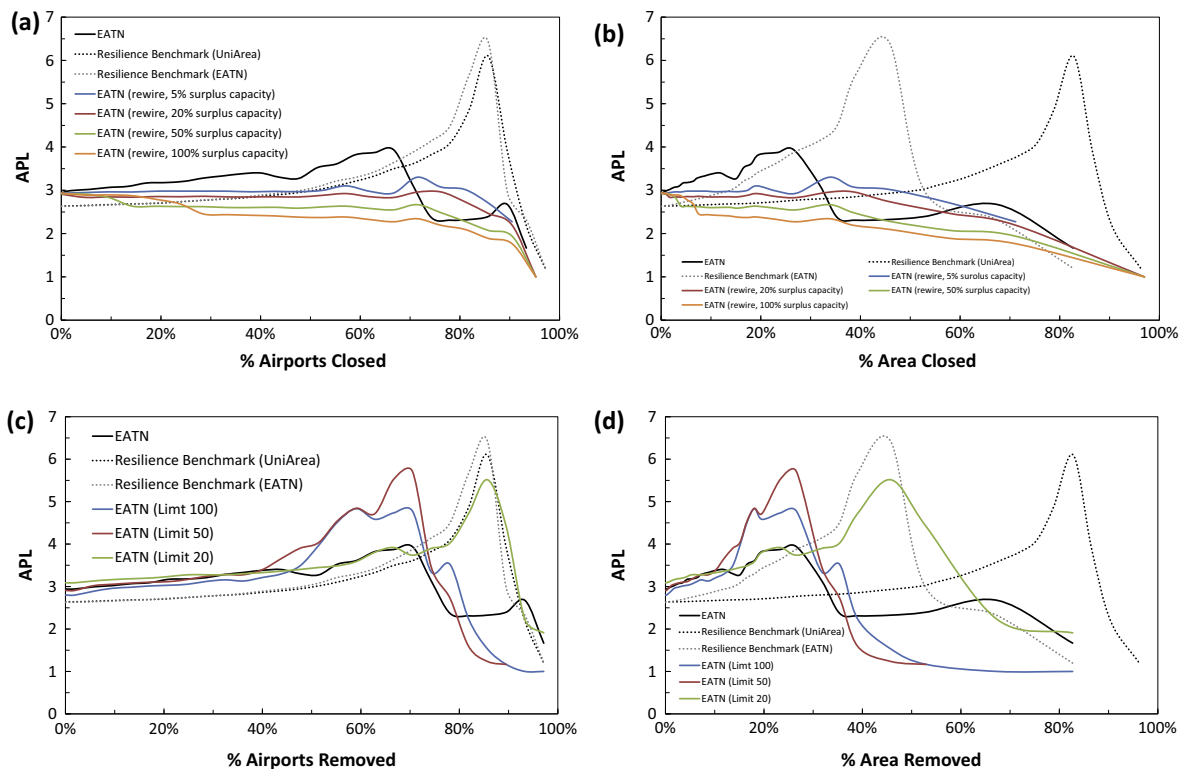 (a)
7
6
5
4
3
2
1
0
APL
EATN
Resilience Benchmark (UniArea)
Resilience Benchmark (EATN)
EATN (rewire, 5% surplus capacity)
EATN (rewire, 20% surplus capacity)
EATN (rewire, 50% surplus capacity)
EATN (rewire, 100% surplus capacity)
0% 20% 40% 60% 80% 100%
% Airports Closed
(b)
7
6
5
4
3
2
1
0
APL
EATN
Resilience Benchmark (UniArea)
Resilience Benchmark (EATN)
EATN (rewire, 5% surolus capacity)
EATN (rewire, 20% surplus capacity)
EATN (rewire, 50% surplus capacity)
EATN (rewire, 100% surplus capacity)
0% 20% 40% 60% 80% 100%
% Area Closed
(c)
7
6
5
4
3
2
1
0
APL
EATN
Resilience Benchmark (UniArea)
Resilience Benchmark (EATN)
EATN (Limt 100)
EATN (Limit 50)
EATN (Limit 20)
0% 20% 40% 60% 80% 100%
% Airports Removed
(d)
7
6
5
4
3
2
1
0
APL
EATN
Resilience Benchmark (UniArea)
Resilience Benchmark (EATN)
EATN (Limt 100)
EATN (Limit 50)
EATN (Limit 20)
0% 20% 40% 60% 80% 100%
% Area Removed